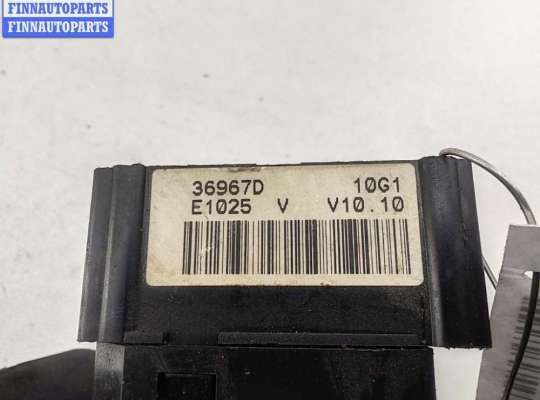 FINNAUTOPARTS
FINNAUTOPARTS
36967D 10G1
E1025 V V10.10